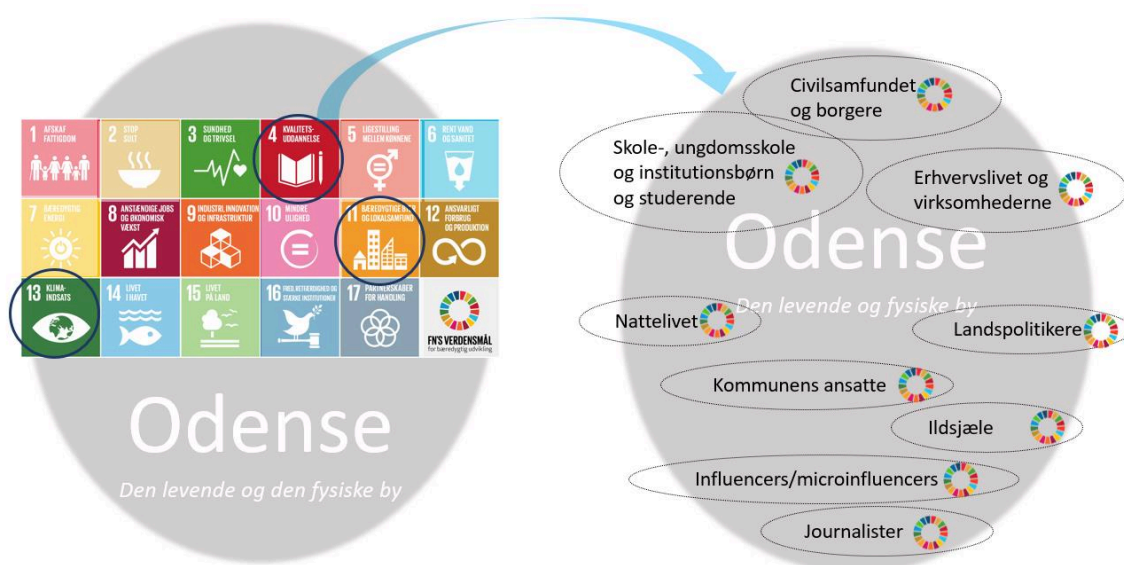 1 AFSKAF
FATTIGDOM
2 STOP
SULT
3 SUNDHED
OG TRIVSEL
4 KVALITETS-
UDDANNELSE
5 LIGESTILLING
MELLEM KØNNENE
6 RENT VAND
OG SANITET
7 BÆREDYGTIG
ENERGI
8 ANSTÆNDIGE JOBS
OG ØKONOMISK
VÆKST
9 INDUSTRI, INNOVATION
OG INFRASTRUKTUR
10 MINDRE
ULIGHED
11 BÆREDYGTIGE BYER
OG LOKALSAMFUND
12 ANSVARLIGT
FORBRUG
OG PRODUKTION
13 KLIMA-
INDSATS
14 LIVET
I HAVET
15 LIVET
PÅ LAND
16 FRED, RETFÆRDIGHED OG
STÆRKE INSTITUTIONER
17 PARTNERSKABER
FOR HANDLING
FN'S VERDENSMÅL
for bæredygtig udvikling
Odense
Den levende og den fysiske by
Civilsamfundet
og borgere
Skole-, ungdomsskole
og institutionsbørn
og studerende
Erhvervslivet og
virksomhederne
Odense
Den levende og fysiske by
Nattelivet
Landspolitikere
Kommunens ansatte
Ildsjæle
Influencers/microinfluencers
Journalister